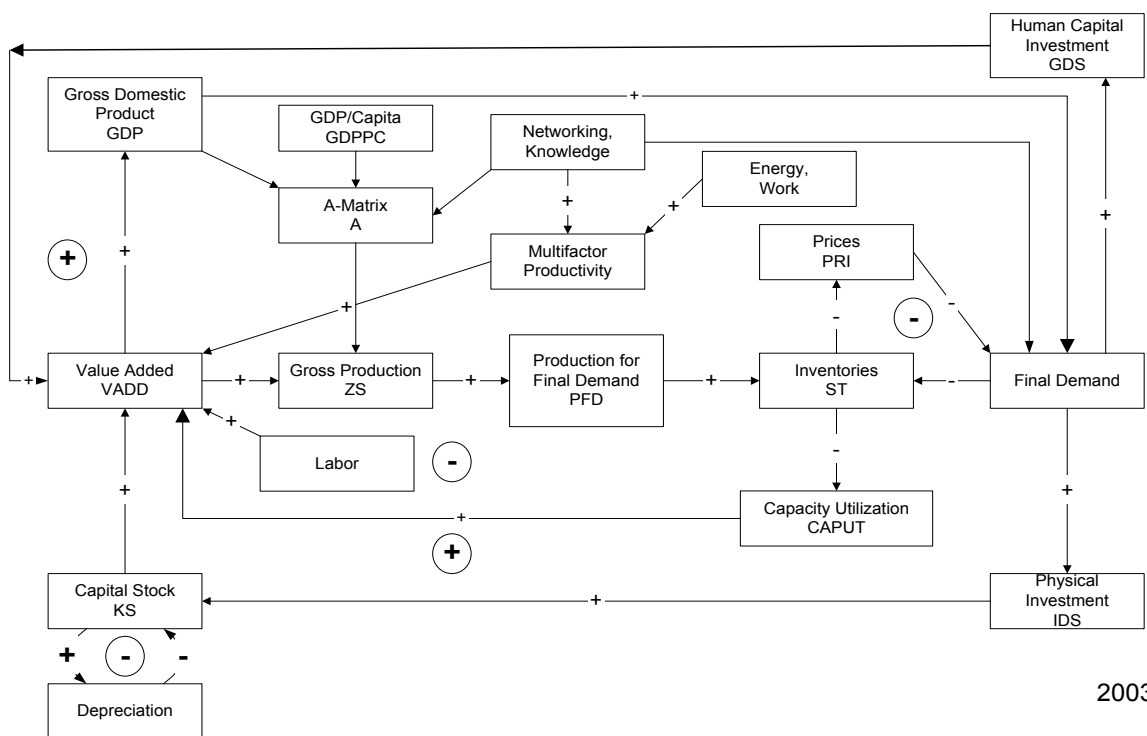 Human Capital
Investment
GDS
Gross Domestic
Product
GDP
+
GDP/Capita
GDPPC
Networking,
Knowledge
Energy,
Work
A-Matrix
A
+
+
+
+
+
Multifactor
Productivity
Prices
PRI
+
-
-
-
+
Value Added
VADD
+
Gross Production
ZS
+
Production for
Final Demand
PFD
+
Inventories
ST
-
Final Demand
+
Labor
-
-
+
+
Capacity Utilization
CAPUT
+
+
Capital Stock
KS
+
Physical
Investment
IDS
+
-
-
Depreciation
2003